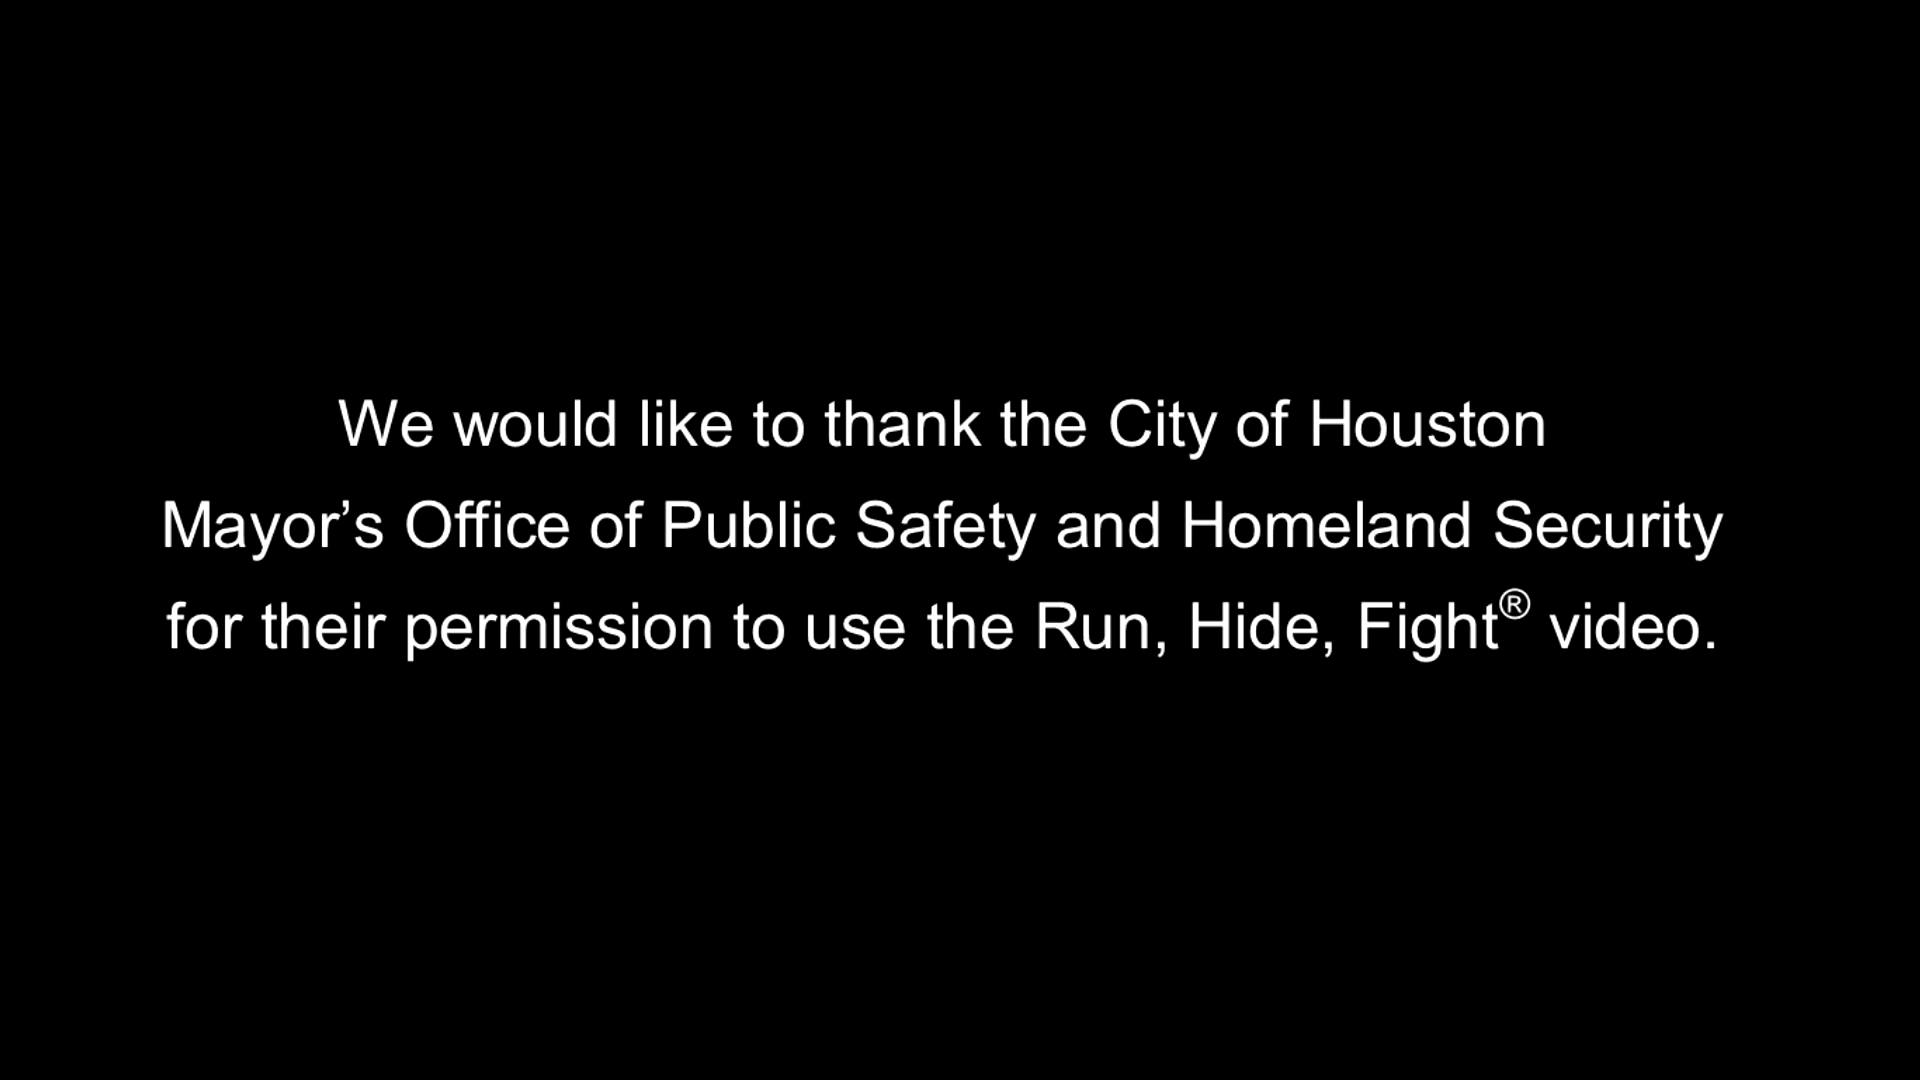 We would like to thank the City of Houston
Mayor’s Office of Public Safety and Homeland Security
for their permission to use the Run, Hide, Fight® video.